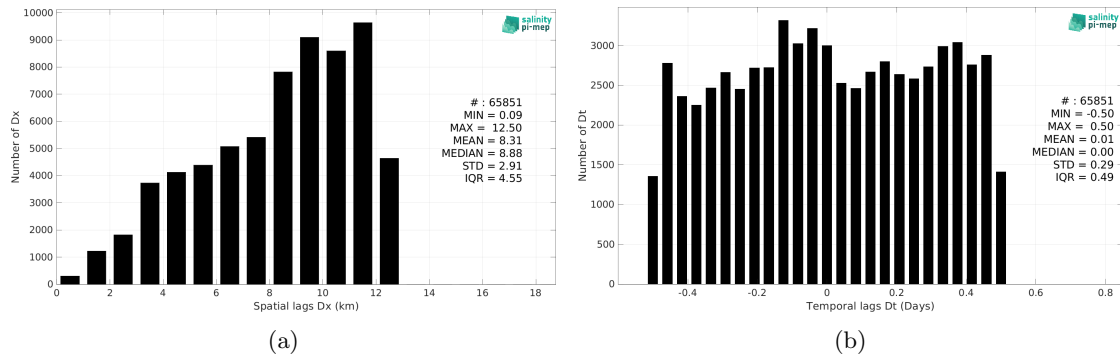 10000
9000
8000
7000
6000
5000
4000
3000
2000
1000
0
Number of Dx
0 2 4 6 8 10 12 14 16 18
Spatial lags Dx (km)
salinity
pi-mep
# : 65851
MIN = 0.09
MAX = 12.50
MEAN = 8.31
MEDIAN = 8.88
STD = 2.91
IQR = 4.55
(a)
3000
2500
2000
1500
1000
500
0
Number of Dt
-0.4 -0.2 0 0.2 0.4 0.6 0.8
Temporal lags Dt (Days)
salinity
pi-mep
# : 65851
MIN = -0.50
MAX = 0.50
MEAN = 0.01
MEDIAN = 0.00
STD = 0.29
IQR = 0.49
(b)